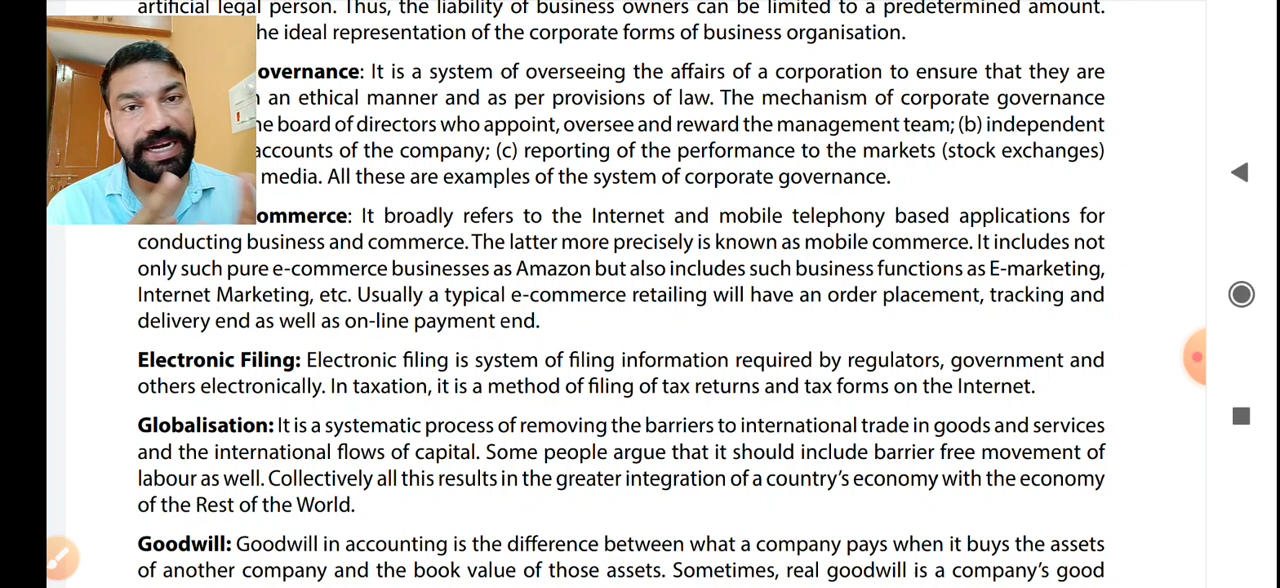 artificial legal person. Thus, the liability of business owners can be limited to a predetermined amount.
he ideal representation of the corporate forms of business organisation.
overnance: It is a system of overseeing the affairs of a corporation to ensure that they are
an ethical manner and as per provisions of law. The mechanism of corporate governance
he board of directors who appoint, oversee and reward the management team; (b) independent
accounts of the company; (c) reporting of the performance to the markets (stock exchanges)
media. All these are examples of the system of corporate governance.
ommerce: It broadly refers to the Internet and mobile telephony based applications for
conducting business and commerce. The latter more precisely is known as mobile commerce. It includes not
only such pure e-commerce businesses as Amazon but also includes such business functions as E-marketing,
Internet Marketing, etc. Usually a typical e-commerce retailing will have an order placement, tracking and
delivery end as well as on-line payment end.
Electronic Filing: Electronic filing is system of filing information required by regulators, government and
others electronically. In taxation, it is a method of filing of tax returns and tax forms on the Internet.
Globalisation: It is a systematic process of removing the barriers to international trade in goods and services
and the international flows of capital. Some people argue that it should include barrier free movement of
labour as well. Collectively all this results in the greater integration of a country's economy with the economy
of the Rest of the World.
Goodwill: Goodwill in accounting is the difference between what a company pays when it buys the assets
of another company and the book value of those assets. Sometimes, real goodwill is a company's good